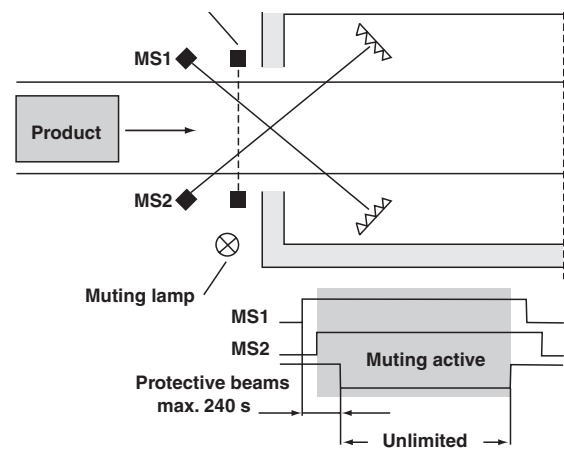 MS1
Product
MS2
Muting lamp
MS1
MS2
Muting active
Protective beams
max. 240 s
Unlimited